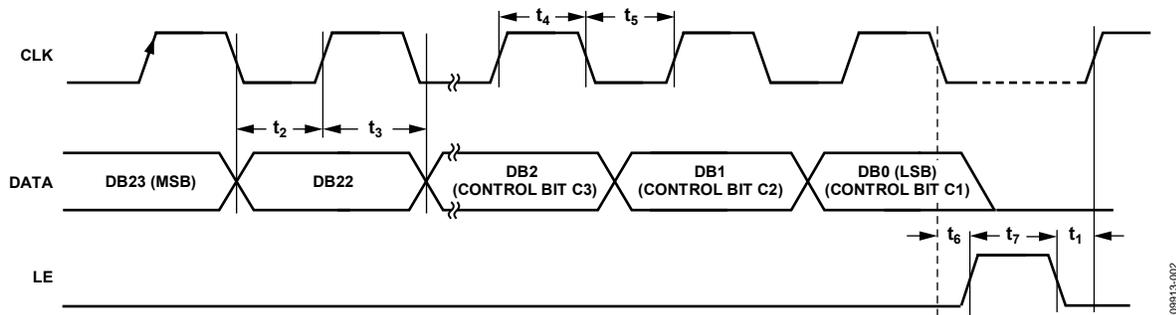 t4
t5
CLK
t2
t3
DATA
DB23 (MSB)
DB22
DB2
(CONTROL BIT C3)
DB1
(CONTROL BIT C2)
DB0 (LSB)
(CONTROL BIT C1)
t6
t7
t1
LE
09913-002